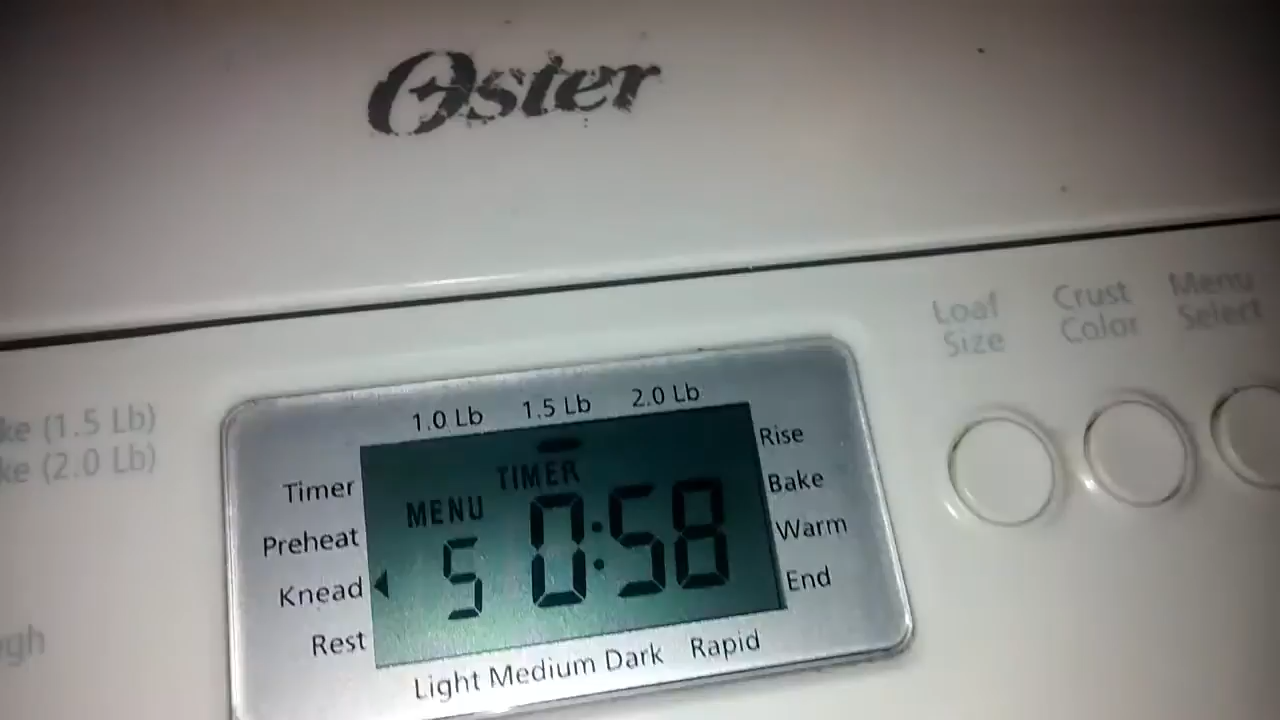 Oster
Loaf
Size
Crust
Color
Menu
Select
ke (1.5 Lb)
ke (2.0 Lb)
1.0 Lb 1.5 Lb 2.0 Lb
Timer
Preheat
Knead
Rest
TIMER
MENU
5 0:58
Rise
Bake
Warm
End
Light Medium Dark Rapid
gh